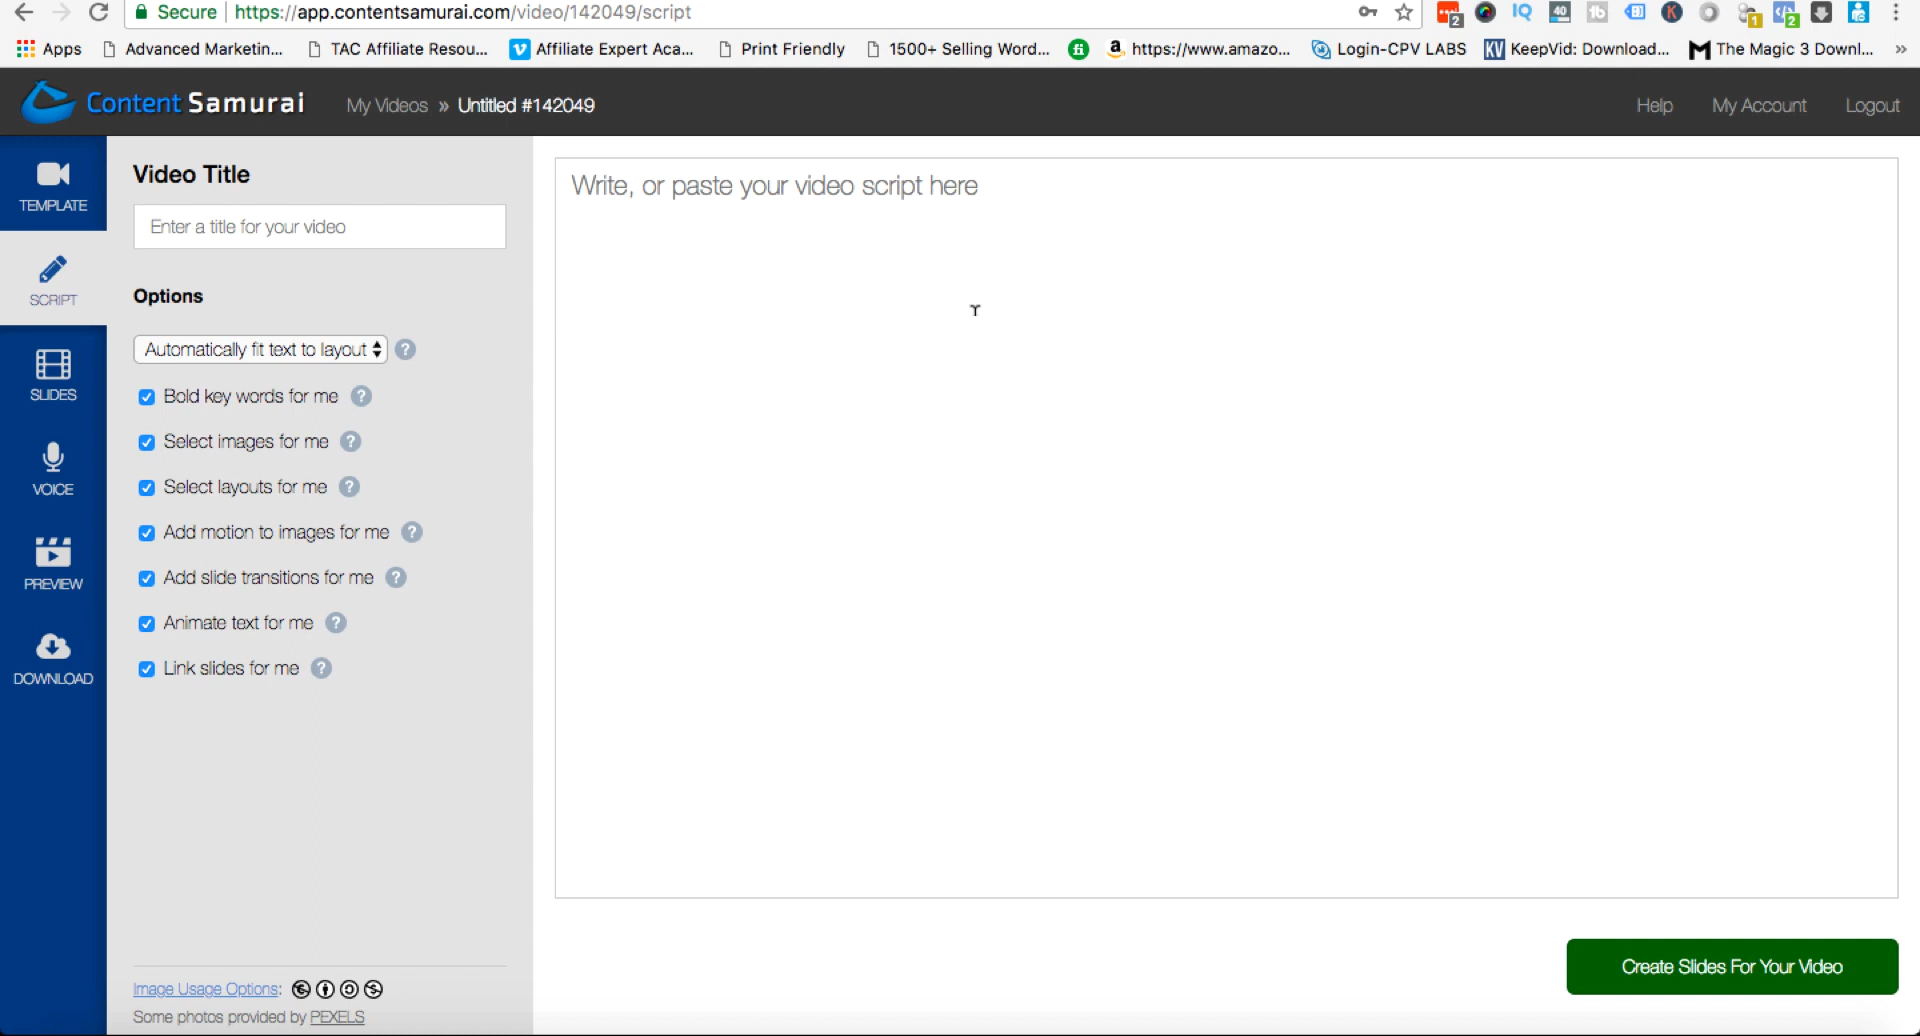 Secure https://app.contentsamurai.com/video/142049/script
2 40 1b 1 2
Apps Advanced Marketin... TAC Affiliate Resou... Affiliate Expert Aca... Print Friendly 1500+ Selling Word... https://www.amazo... Login-CPV LABS KV KeepVid: Download... The Magic 3 Downl... »
Content Samurai My Videos » Untitled #142049 Help My Account Logout
TEMPLATE
SCRIPT
SLIDES
VOICE
PREVIEW
DOWNLOAD
Video Title
Enter a title for your video
Options
Automatically fit text to layout ?
Bold key words for me ?
Select images for me ?
Select layouts for me ?
Add motion to images for me ?
Add slide transitions for me ?
Animate text for me ?
Link slides for me ?
Image Usage Options:
Some photos provided by PEXELS
Write, or paste your video script here
Create Slides For Your Video